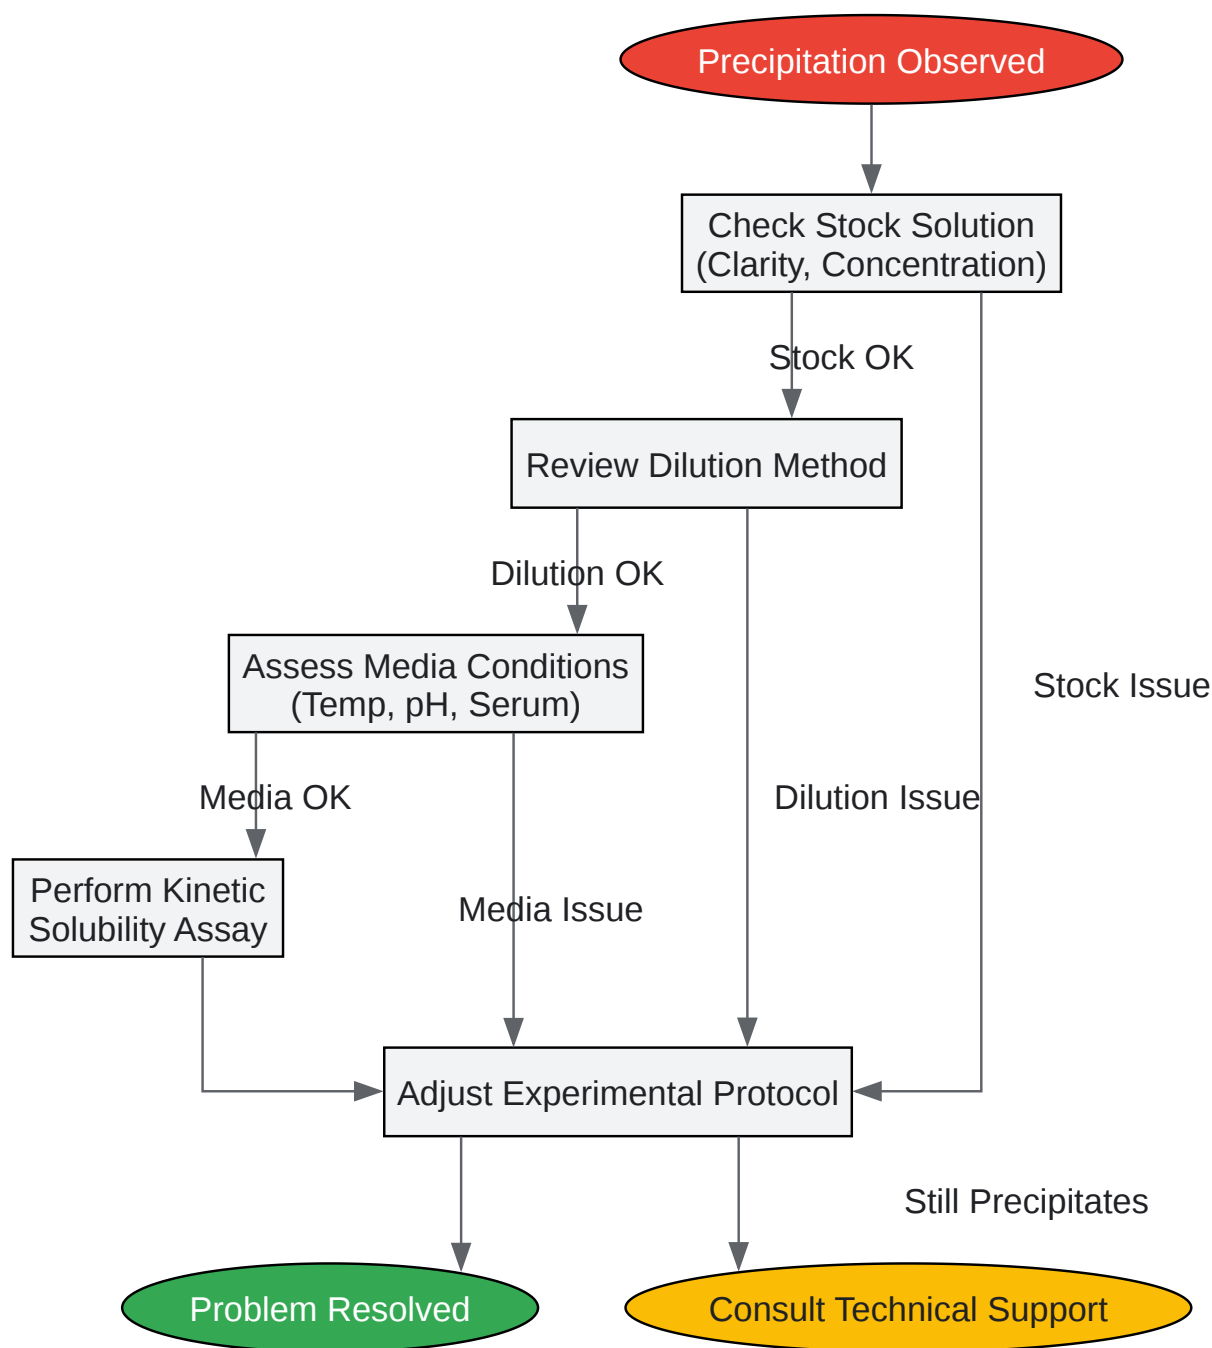 Precipitation Observed
Check Stock Solution
(Clarity, Concentration)
Stock OK
Review Dilution Method
Dilution OK
Assess Media Conditions
(Temp, pH, Serum)
Stock Issue
Media OK
Dilution Issue
Perform Kinetic
Solubility Assay
Media Issue
Adjust Experimental Protocol
Still Precipitates
Problem Resolved
Consult Technical Support